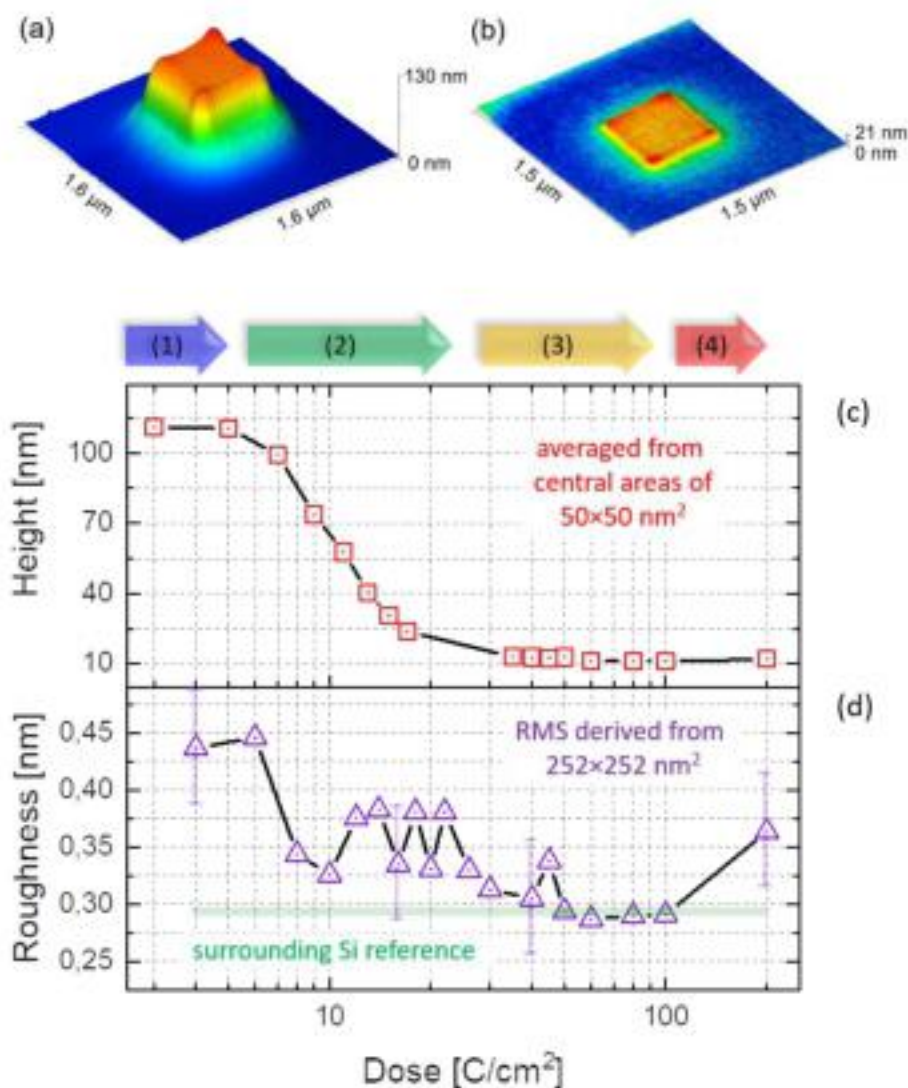 (a)
130 nm
0 nm
1.6 µm
1.6 µm
(b)
21 nm
0 nm
1.5 µm
1.5 µm
(1)
(2)
(3)
(4)
(c)
Height [nm]
100
70
40
10
averaged from
central areas of
50×50 nm²
(d)
Roughness [nm]
0,45
0,40
0,35
0,30
0,25
RMS derived from
252×252 nm²
surrounding Si reference
10
100
Dose [C/cm²]